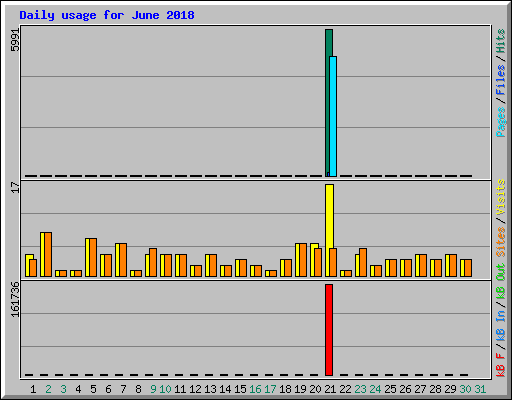 Daily usage for June 2018
5991
17
161736
Pages / Files / Hits
Sites / Visits
kB F / kB In / kB Out
1 2 3 4 5 6 7 8 9 10 11 12 13 14 15 16 17 18 19 20 21 22 23 24 25 26 27 28 29 30 31